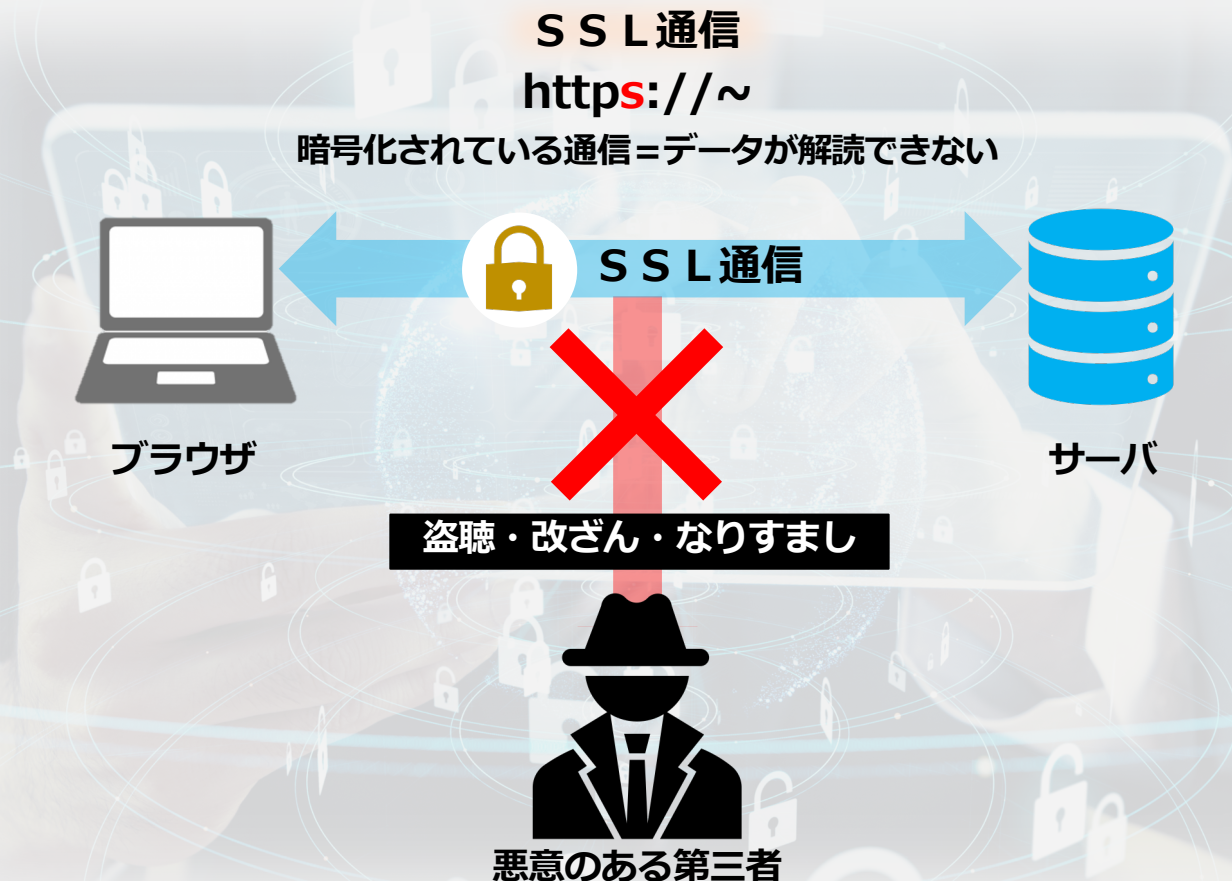 ＳＳＬ通信
https://~
暗号化されている通信=データが解読できない
ＳＳＬ通信
ブラウザ
サーバ
盗聴・改ざん・なりすまし
悪意のある第三者